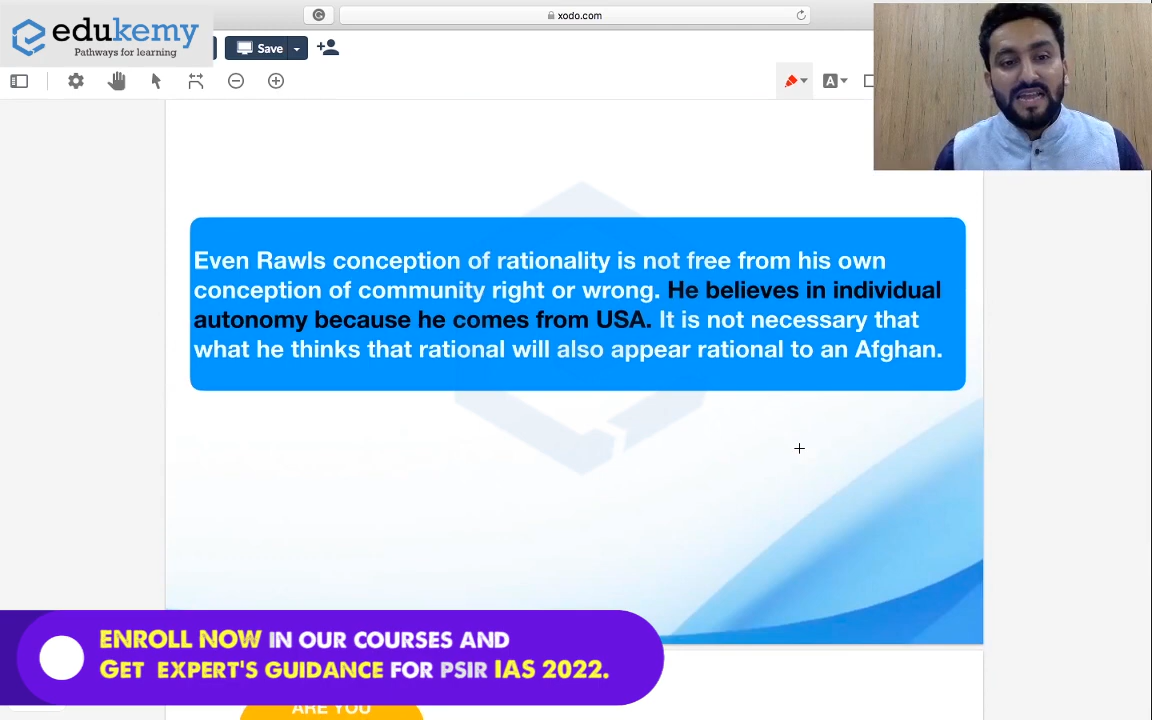 xodo.com
edukemy
Pathways for learning
Save
A
Even Rawls conception of rationality is not free from his own
conception of community right or wrong. He believes in individual
autonomy because he comes from USA. It is not necessary that
what he thinks that rational will also appear rational to an Afghan.
ENROLL NOW IN OUR COURSES AND
GET EXPERT'S GUIDANCE FOR PSIR IAS 2022.
ARE YOU